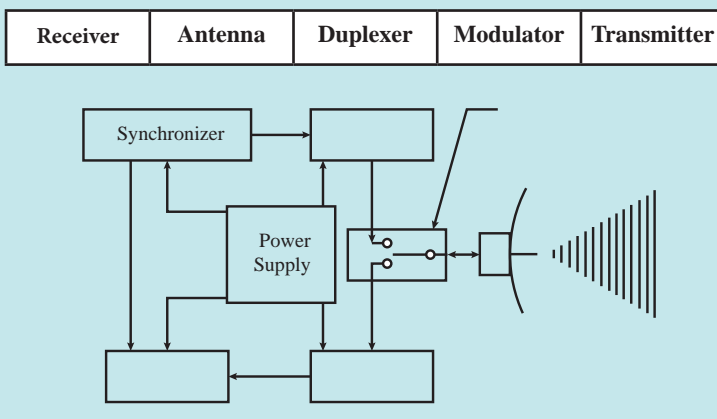 Receiver Antenna Duplexer Modulator Transmitter
Synchronizer
Power
Supply